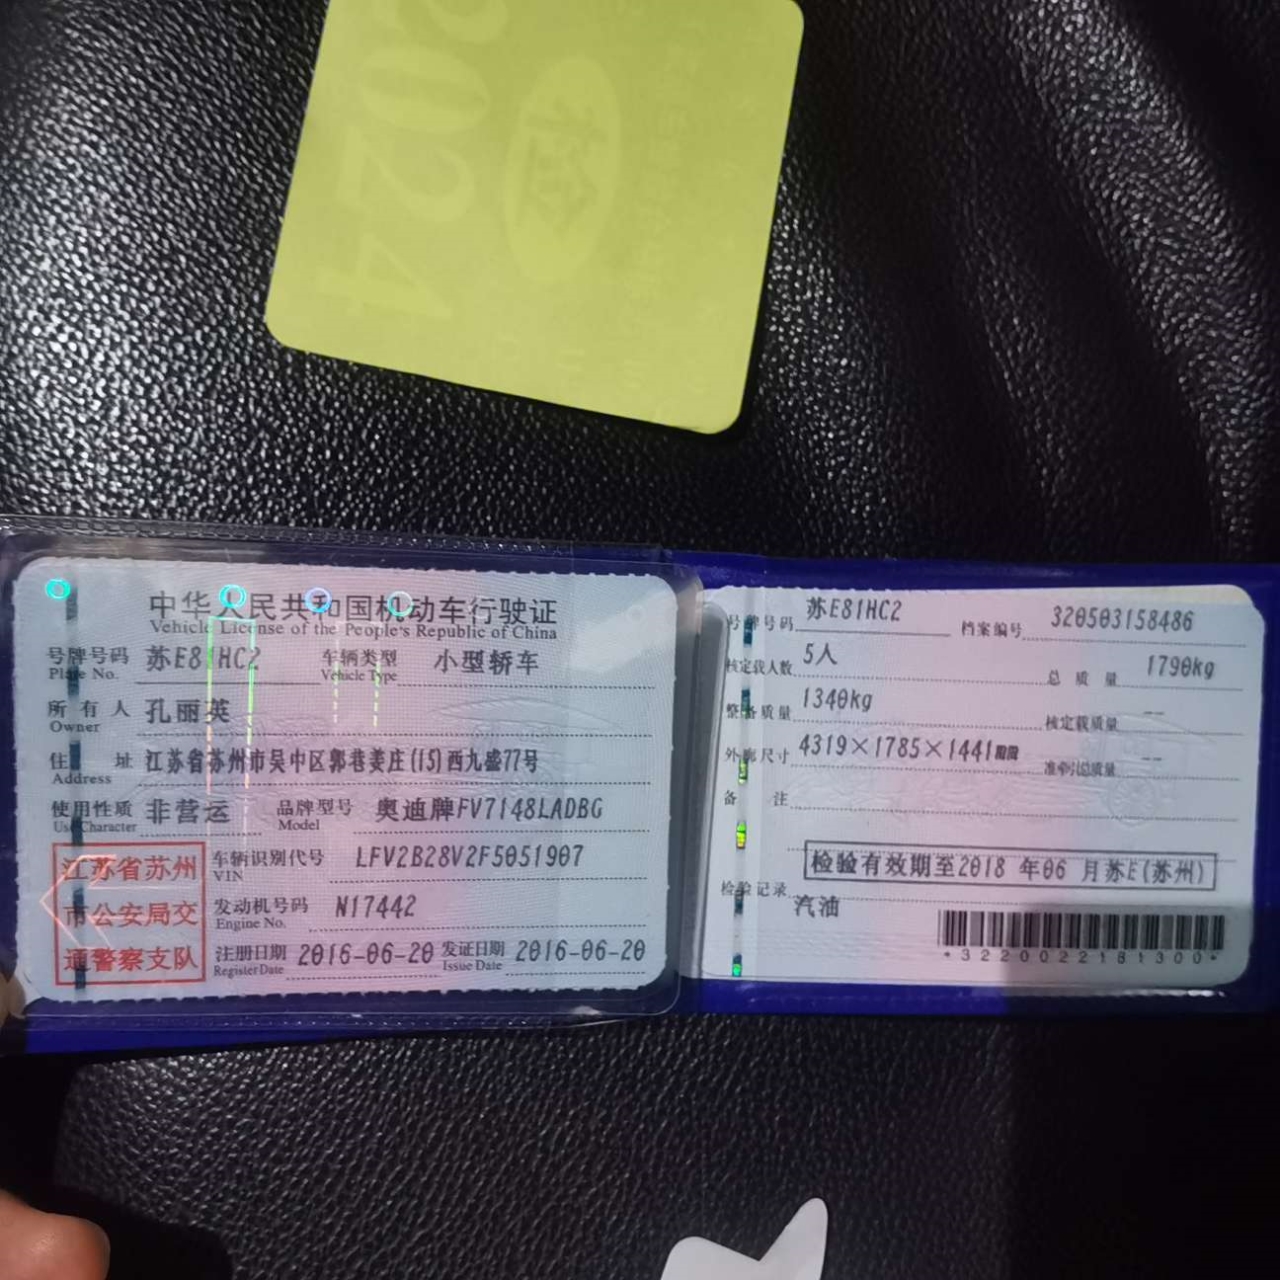 2024
检
中华人民共和国机动车行驶证
Vehicle License of the People's Republic of China
号牌号码 苏E81HC2 车辆类型 小型轿车
Plate No. Vehicle Type
所有人 孔丽英
Owner
住址 江苏省苏州市吴中区郭巷姜庄(15)西九盛77号
Address
使用性质 非营运 品牌型号 奥迪牌FV7148LADBG
Use Character Model
江苏省苏州
市公安局交
通警察支队
车辆识别代号 LFV2B28V2F5051907
VIN
发动机号码 N17442
Engine No.
注册日期 2016-06-20 发证日期 2016-06-20
Register Date Issue Date
号牌号码 苏E81HC2 档案编号 320503158486
核定载人数 5人 总质量 1790kg
整备质量 1340kg 核定载质量 --
外廓尺寸 4319×1785×1441mm 准牵引总质量 --
备注
检验有效期至2018 年06 月苏E(苏州)
检验记录
汽油
*3220022181300*